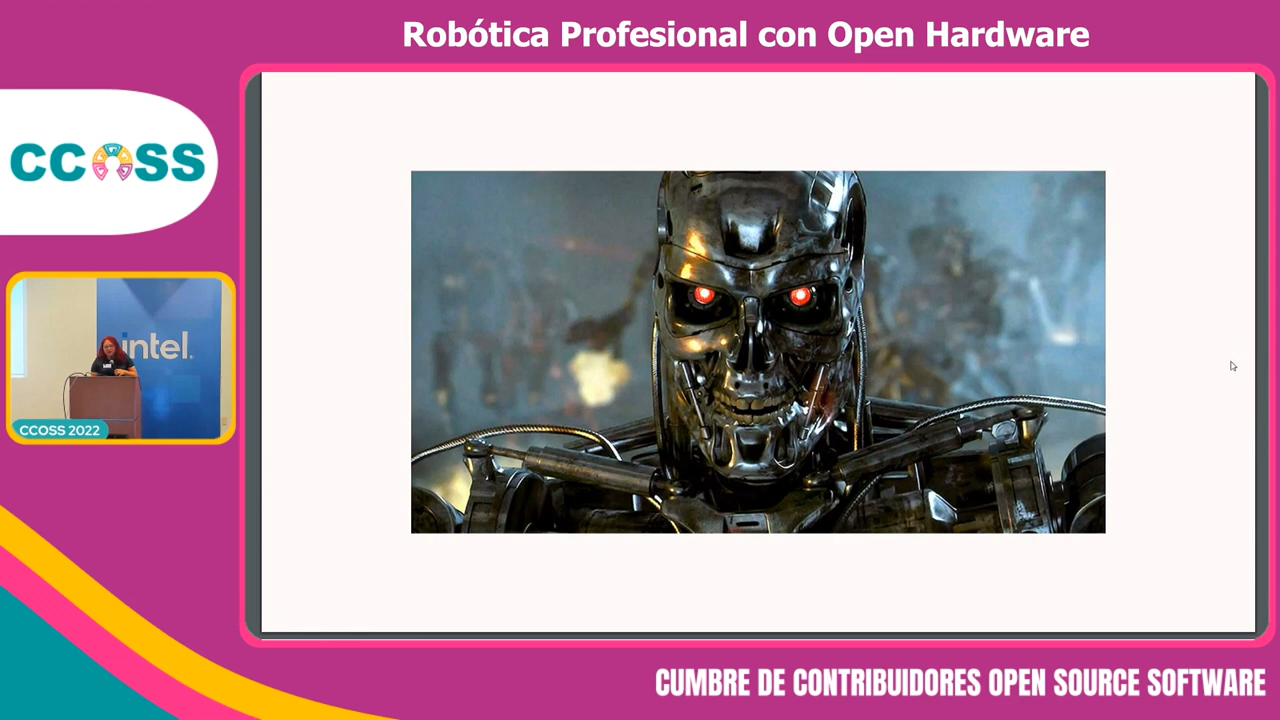 Robótica Profesional con Open Hardware
CCOSS
intel.
CCOSS 2022
CUMBRE DE CONTRIBUIDORES OPEN SOURCE SOFTWARE